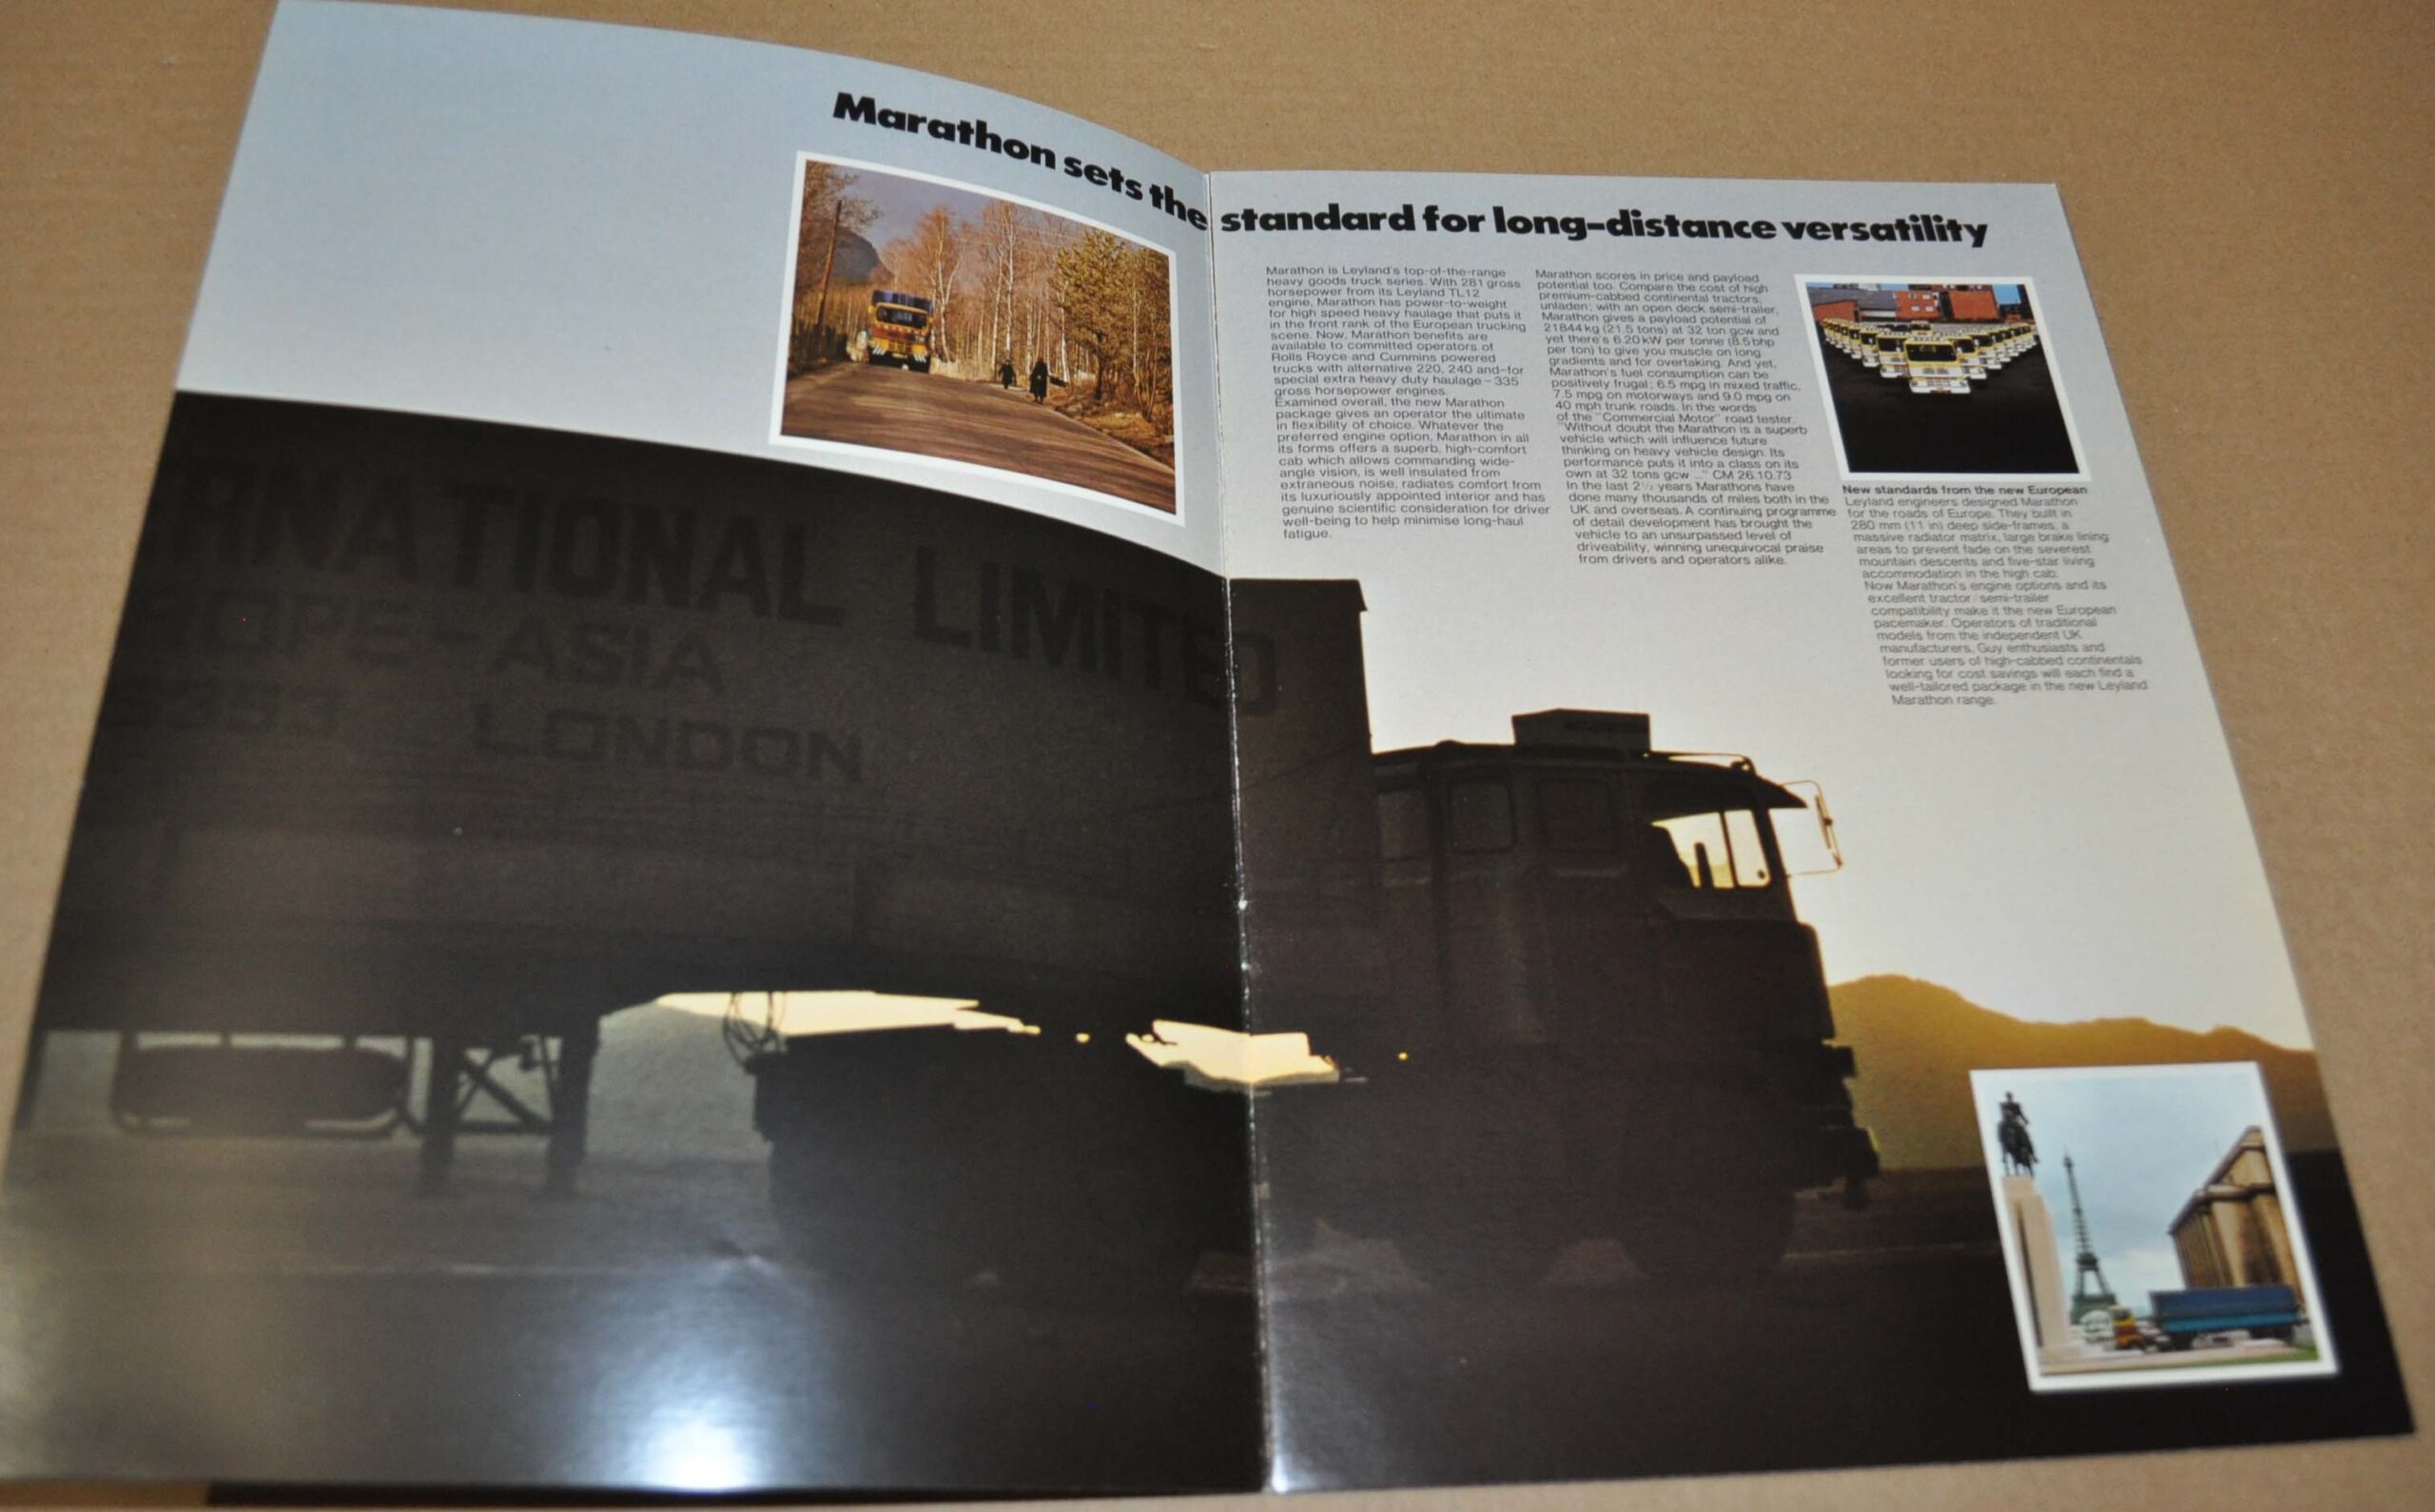 Marathon sets the standard for long-distance versatility
Marathon is Leyland's top-of-the-range
heavy goods truck series. With 281 gross
horsepower from its Leyland TL12
engine, Marathon has power-to-weight
for high speed heavy haulage that puts it
in the front rank of the European trucking
scene. Now, Marathon benefits are
available to committed operators of
Rolls Royce and Cummins powered
trucks with alternative 220, 240 and-for
special extra heavy duty haulage-335
gross horsepower engines.
Examined overall, the new Marathon
package gives an operator the ultimate
in flexibility of choice. Whatever the
preferred engine option, Marathon in all
its forms offers a superb, high-comfort
cab which allows commanding wide-
angle vision, is well insulated from
extraneous noise, radiates comfort from
its luxuriously appointed interior and has
genuine scientific consideration for driver
well-being to help minimise long-haul
fatigue.
Marathon scores in price and payload
potential too. Compare the cost of high
premium-cabbed continental tractors,
unladen; with an open deck semi-trailer,
Marathon gives a payload potential of
21844 kg (21.5 tons) at 32 ton gcw and
yet there's 6.20 kW per tonne (8.5 bhp
per ton) to give you muscle on long
gradients and for overtaking. And yet,
Marathon's fuel consumption can be
positively frugal; 6.5 mpg in mixed traffic,
7.5 mpg on motorways and 9.0 mpg on
40 mph trunk roads. In the words
of the "Commercial Motor" road tester,
"Without doubt the Marathon is a superb
vehicle which will influence future
thinking on heavy vehicle design. Its
performance puts it into a class on its
own at 32 tons gcw ..." CM 26.10.73
In the last 2½ years Marathons have
done many thousands of miles both in the
UK and overseas. A continuing programme
of detail development has brought the
vehicle to an unsurpassed level of
driveability, winning unequivocal praise
from drivers and operators alike.
New standards from the new European
Leyland engineers designed Marathon
for the roads of Europe. They built in
280 mm (11 in) deep side-frames, a
massive radiator matrix, large brake lining
areas to prevent fade on the severest
mountain descents and five-star living
accommodation in the high cab.
Now Marathon's engine options and its
excellent tractor/semi-trailer
compatibility make it the new European
pacemaker. Operators of traditional
models from the independent UK
manufacturers, Guy enthusiasts and
former users of high-cabbed continentals
looking for cost savings will each find a
well-tailored package in the new Leyland
Marathon range.
RNATIONAL LIMITED
OPE-ASIA
LONDON